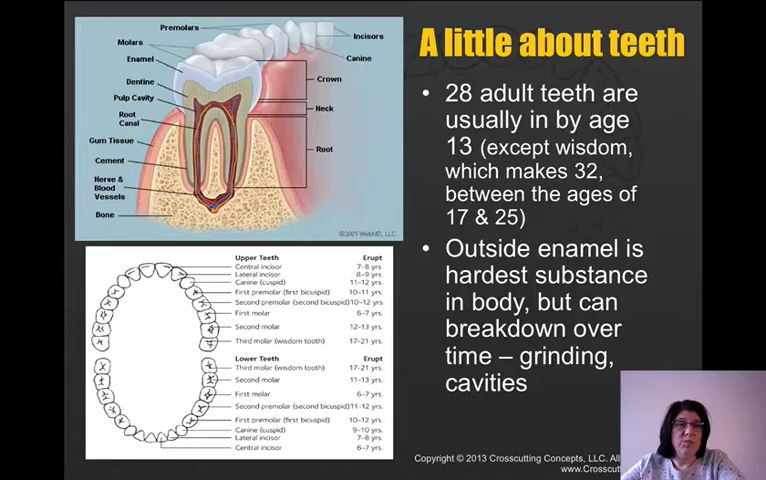 A little about teeth
Premolars
Molars
Enamel
Dentine
Pulp Cavity
Root
Canal
Gum Tissue
Cement
Nerve &
Blood
Vessels
Bone
Incisors
Canine
Crown
Neck
Root
©2009 WebMD, LLC
• 28 adult teeth are
usually in by age
13 (except wisdom,
which makes 32,
between the ages of
17 & 25)
• Outside enamel is
hardest substance
in body, but can
breakdown over
time – grinding,
cavities
Upper Teeth Erupt
Central incisor 7–8 yrs.
Lateral incisor 8–9 yrs.
Canine (cuspid) 11–12 yrs.
First premolar (first bicuspid) 10–11 yrs.
Second premolar (second bicuspid) 10–12 yrs.
First molar 6–7 yrs.
Second molar 12–13 yrs.
Third molar (wisdom tooth) 17–21 yrs.
Lower Teeth Erupt
Third molar (wisdom tooth) 17–21 yrs.
Second molar 11–13 yrs.
First molar 6–7 yrs.
Second premolar (second bicuspid) 11–12 yrs.
First premolar (first bicuspid) 10–12 yrs.
Canine (cuspid) 9–10 yrs.
Lateral incisor 7–8 yrs.
Central incisor 6–7 yrs.
Copyright © 2013 Crosscutting Concepts, LLC. All
www.Crosscu